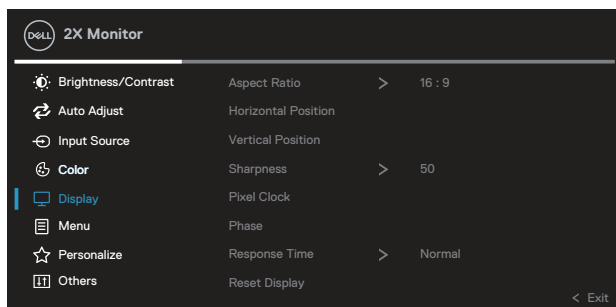 DELL 2X Monitor
Brightness/Contrast Aspect Ratio > 16 : 9
Auto Adjust Horizontal Position
Input Source Vertical Position
Color Sharpness > 50
Display Pixel Clock
Menu Phase
Personalize Response Time > Normal
Others Reset Display
< Exit